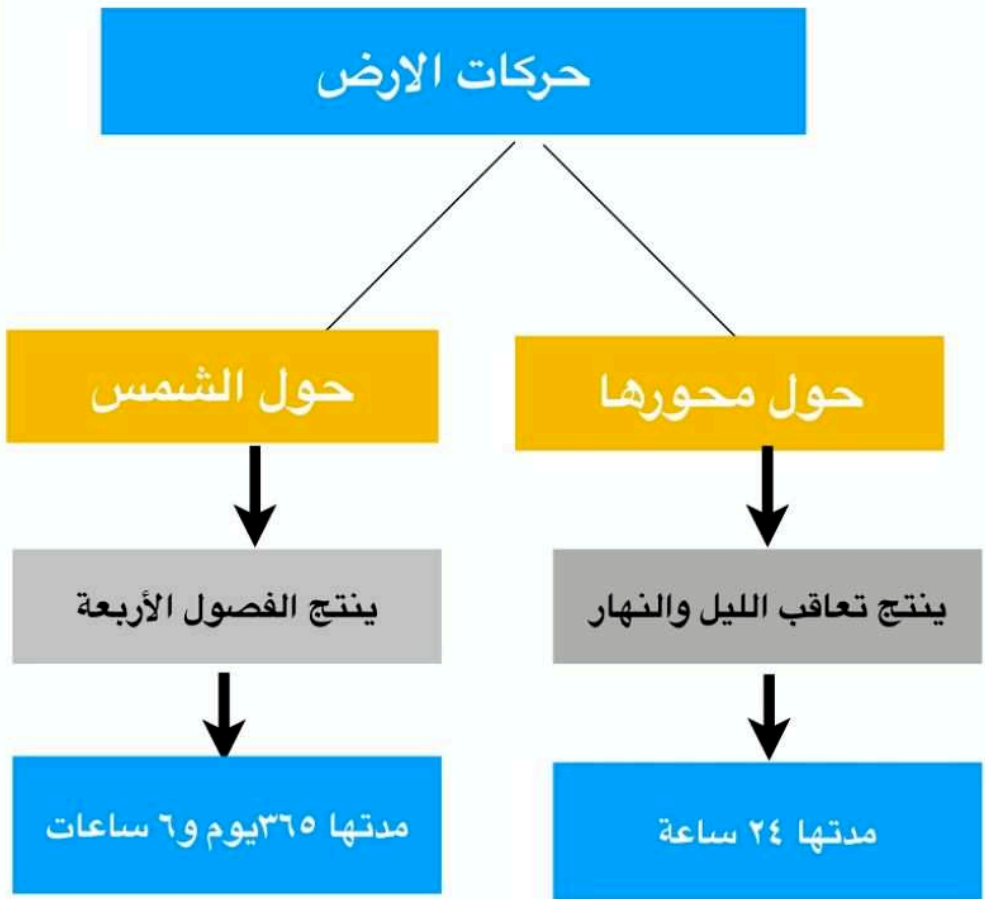 حركات الارض
حول محورها
حول الشمس
ينتج تعاقب الليل والنهار
ينتج الفصول الأربعة
مدتها ٢٤ ساعة
مدتها ٣٦٥يوم و٦ ساعات